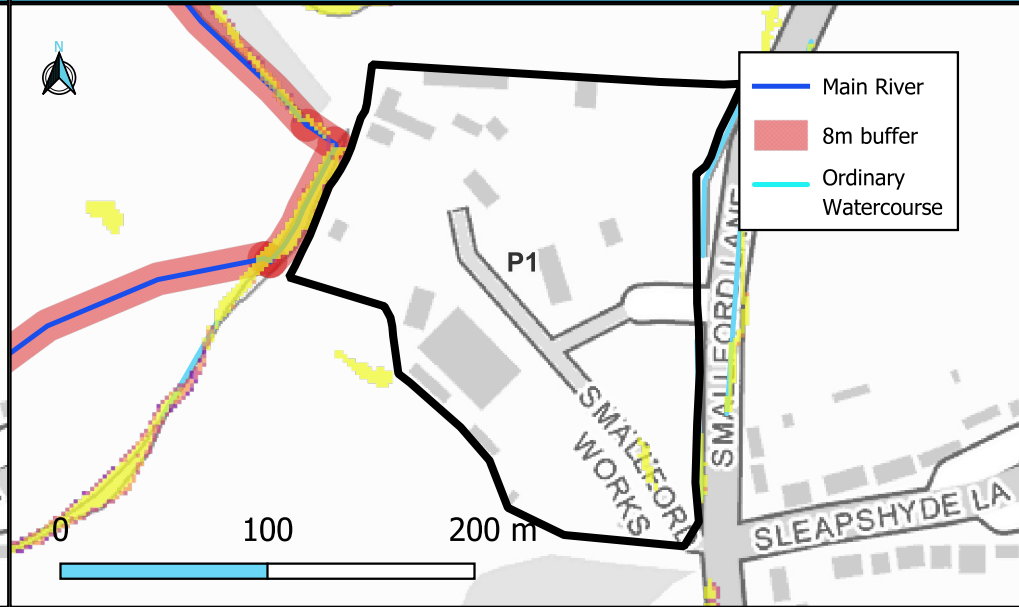 N
Main River
8m buffer
Ordinary
Watercourse
P1
SMALLFORD LANE
SMALLFORD
WORKS
SLEAPSHYDE LA
0 100 200 m